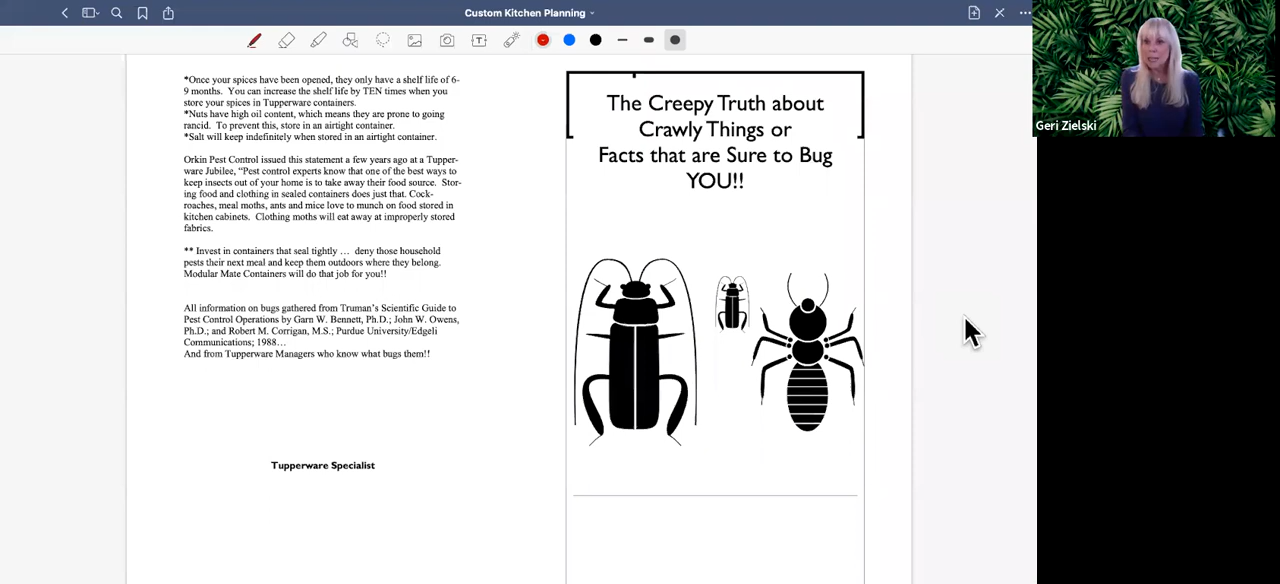 Custom Kitchen Planning
*Once your spices have been opened, they only have a shelf life of 6-
9 months. You can increase the shelf life by TEN times when you
store your spices in Tupperware containers.
*Nuts have high oil content, which means they are prone to going
rancid. To prevent this, store in an airtight container.
*Salt will keep indefinitely when stored in an airtight container.
Orkin Pest Control issued this statement a few years ago at a Tupper-
ware Jubilee, “Pest control experts know that one of the best ways to
keep insects out of your home is to take away their food source. Stor-
ing food and clothing in sealed containers does just that. Cock-
roaches, meal moths, ants and mice love to munch on food stored in
kitchen cabinets. Clothing moths will eat away at improperly stored
fabrics.
** Invest in containers that seal tightly … deny those household
pests their next meal and keep them outdoors where they belong.
Modular Mate Containers will do that job for you!!
All information on bugs gathered from Truman’s Scientific Guide to
Pest Control Operations by Garn W. Bennett, Ph.D.; John W. Owens,
Ph.D.; and Robert M. Corrigan, M.S.; Purdue University/Edgeli
Communications; 1988…
And from Tupperware Managers who know what bugs them!!
Tupperware Specialist
The Creepy Truth about
Crawly Things or
Facts that are Sure to Bug
YOU!!
Geri Zielski